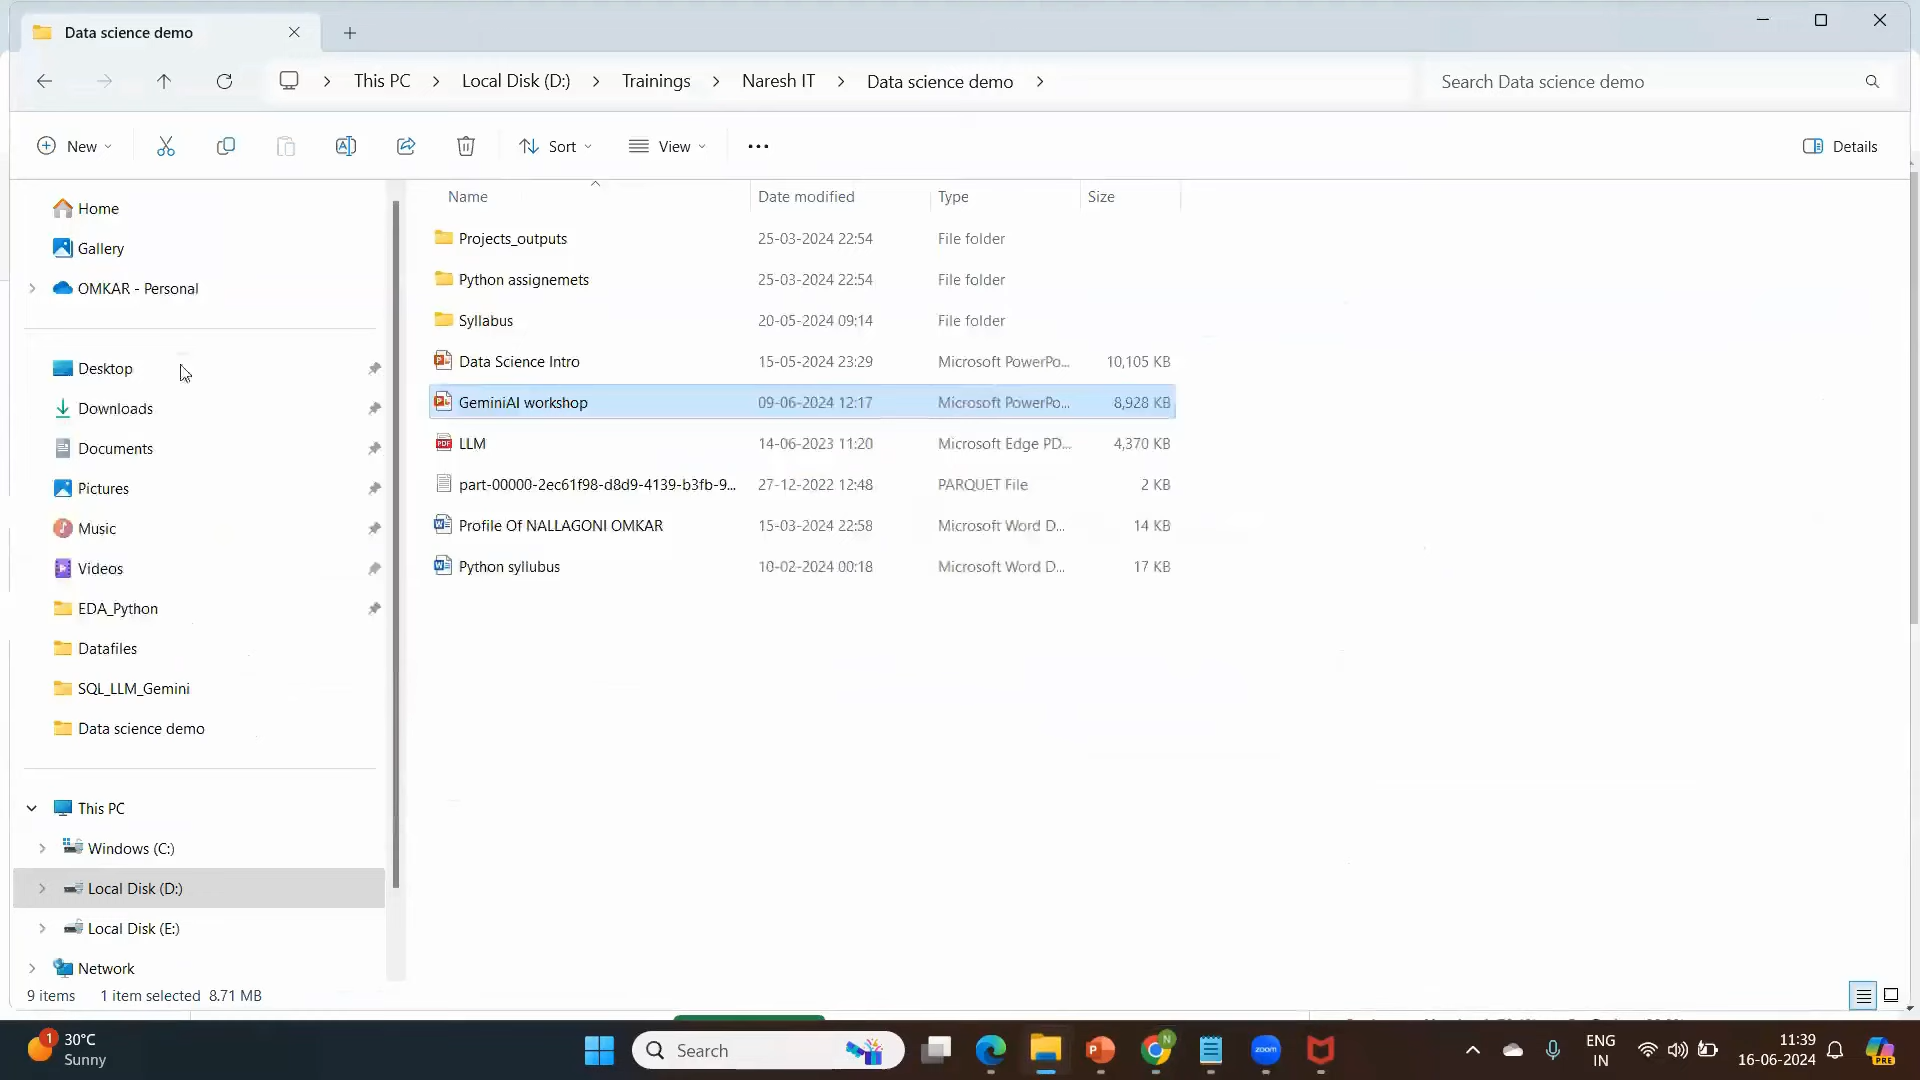 Data science demo
This PC > Local Disk (D:) > Trainings > Naresh IT > Data science demo >
Search Data science demo
New
Sort
View
Details
Name Date modified Type Size
Home
Gallery
OMKAR - Personal
Desktop
Downloads
Documents
Pictures
Music
Videos
EDA_Python
Datafiles
SQL_LLM_Gemini
Data science demo
This PC
Windows (C:)
Local Disk (D:)
Local Disk (E:)
Network
Projects_outputs 25-03-2024 22:54 File folder
Python assignemets 25-03-2024 22:54 File folder
Syllabus 20-05-2024 09:14 File folder
Data Science Intro 15-05-2024 23:29 Microsoft PowerPo... 10,105 KB
GeminiAI workshop 09-06-2024 12:17 Microsoft PowerPo... 8,928 KB
LLM 14-06-2023 11:20 Microsoft Edge PD... 4,370 KB
part-00000-2ec61f98-d8d9-4139-b3fb-9... 27-12-2022 12:48 PARQUET File 2 KB
Profile Of NALLAGONI OMKAR 15-03-2024 22:58 Microsoft Word D... 14 KB
Python syllubus 10-02-2024 00:18 Microsoft Word D... 17 KB
9 items 1 item selected 8.71 MB
1
30°C
Sunny
Search
N
zoom
ENG
IN
11:39
16-06-2024
PRE